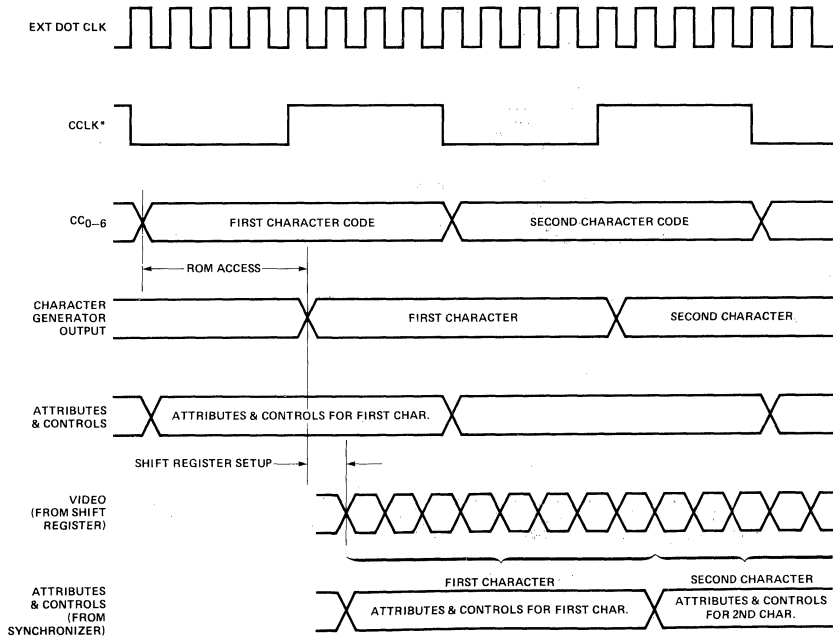 EXT DOT CLK
CCLK*
CC0–6
FIRST CHARACTER CODE
SECOND CHARACTER CODE
ROM ACCESS
CHARACTER
GENERATOR
OUTPUT
FIRST CHARACTER
SECOND CHARACTER
ATTRIBUTES
& CONTROLS
ATTRIBUTES & CONTROLS FOR FIRST CHAR.
SHIFT REGISTER SETUP
VIDEO
(FROM SHIFT
REGISTER)
FIRST CHARACTER
SECOND CHARACTER
ATTRIBUTES
& CONTROLS
(FROM
SYNCHRONIZER)
ATTRIBUTES & CONTROLS FOR FIRST CHAR.
ATTRIBUTES & CONTROLS
FOR 2ND CHAR.